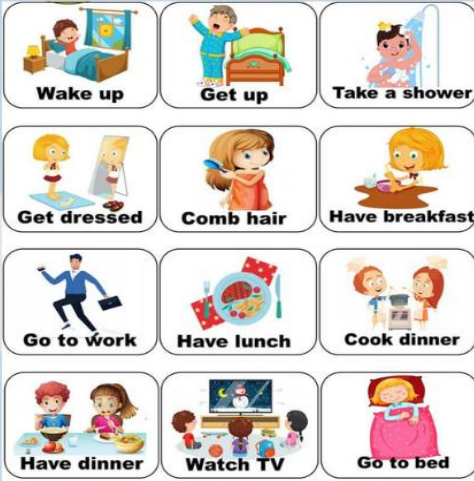 Wake up
Get up
Take a shower
Get dressed
Comb hair
Have breakfast
Go to work
Have lunch
Cook dinner
Have dinner
Watch TV
Go to bed